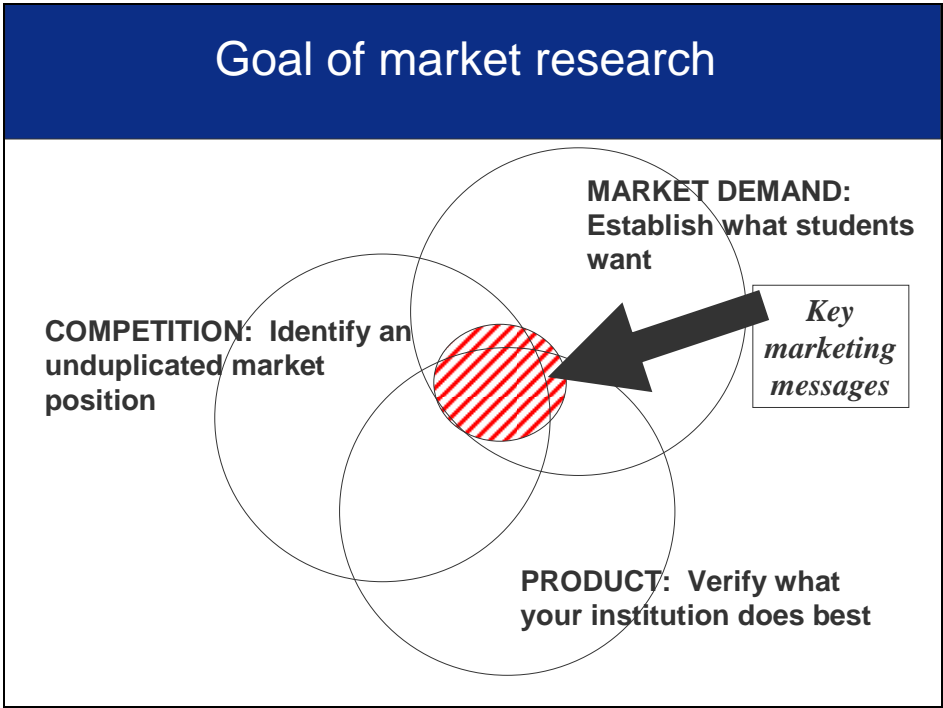 Goal of market research
MARKET DEMAND:
Establish what students
want
COMPETITION:  Identify an
unduplicated market
position
Key
marketing
messages
PRODUCT:  Verify what
your institution does best